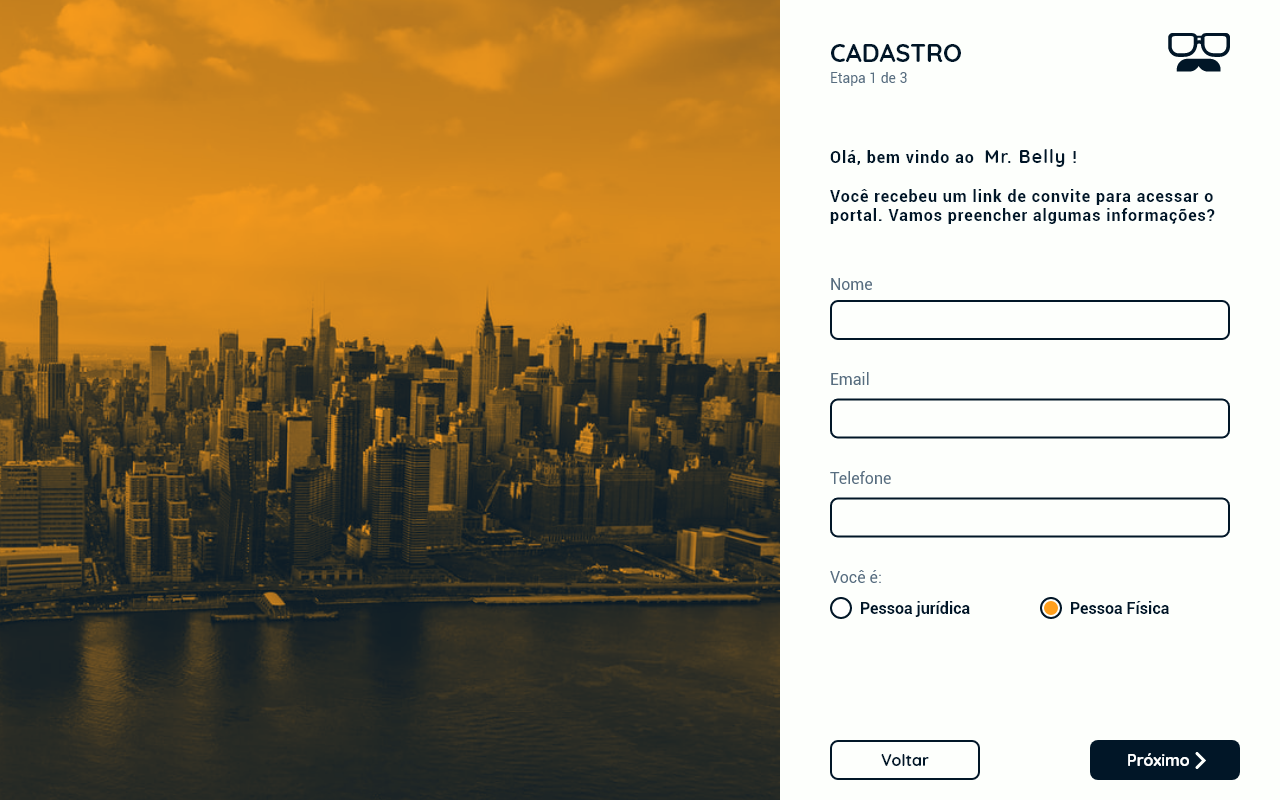 CADASTRO
Etapa 1 de 3
Olá, bem vindo ao Mr. Belly !
Você recebeu um link de convite para acessar o
portal. Vamos preencher algumas informações?
Nome
Email
Telefone
Você é:
Pessoa jurídica Pessoa Física
Voltar Próximo